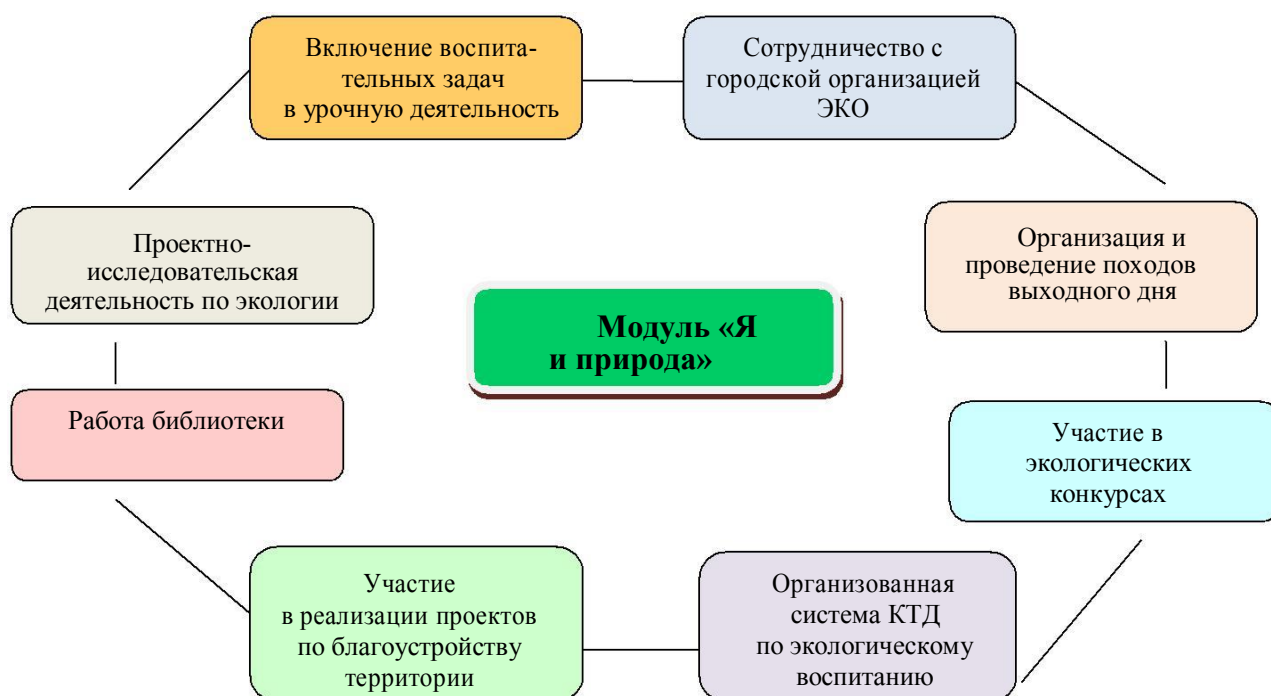 Включение воспита-
тельных задач
в урочную деятельность
Сотрудничество с
городской организацией
ЭКО
Проектно-
исследовательская
деятельность по экологии
Организация и
проведение походов
выходного дня
Модуль «Я
и природа»
Работа библиотеки
Участие в
экологических
конкурсах
Участие
в реализации проектов
по благоустройству
территории
Организованная
система КТД
по экологическому
воспитанию